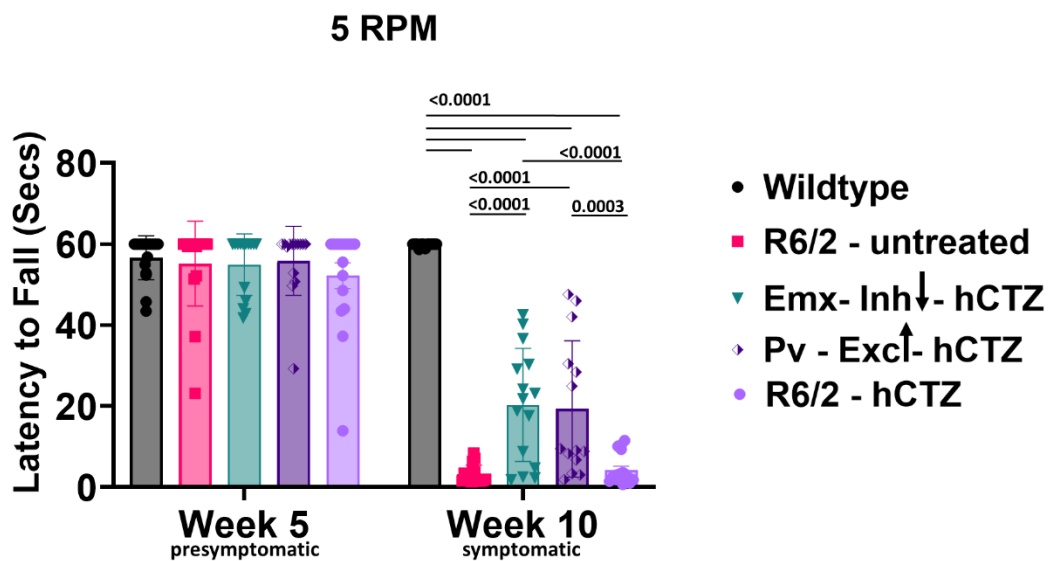 5 RPM
Latency to Fall (Secs)
80
60
40
20
0
<0.0001
<0.0001
<0.0001
<0.0001 0.0003
Week 5
presymptomatic
Week 10
symptomatic
Wildtype
R6/2 - untreated
Emx- Inh↓- hCTZ
Pv - Exc↑- hCTZ
R6/2 - hCTZ